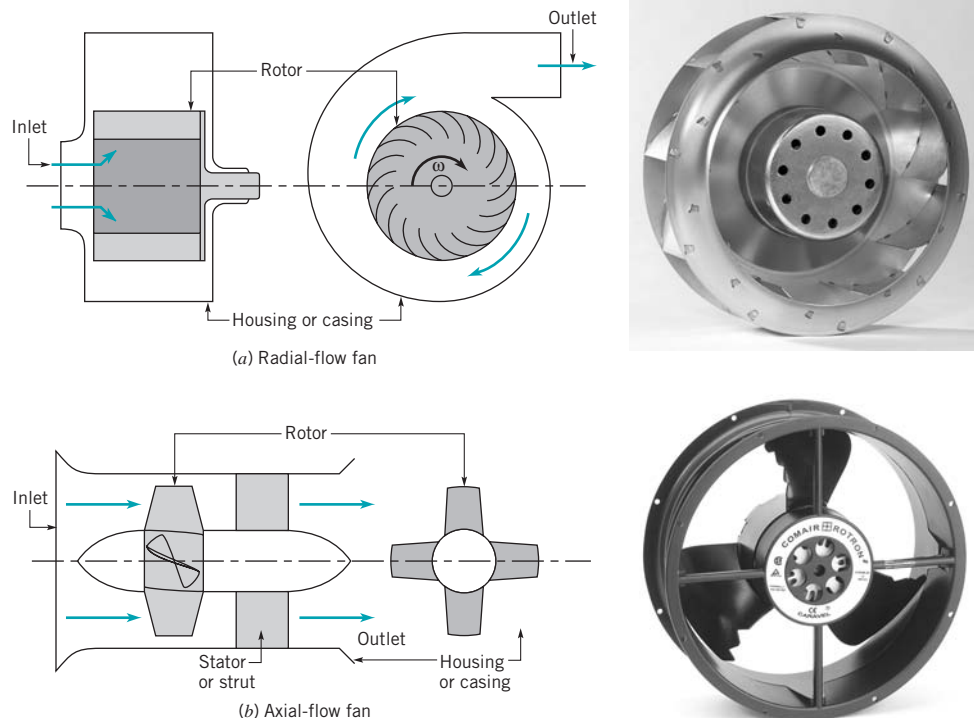 Outlet
Rotor
Inlet
ω
Housing or casing
(a) Radial-flow fan
Rotor
Inlet
Outlet
Stator
or strut
Housing
or casing
(b) Axial-flow fan
COMAIR ROTRON
CARAVEL